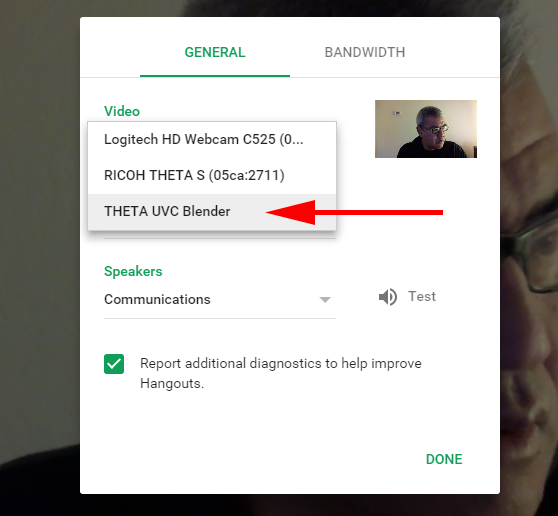 GENERAL
BANDWIDTH
Video
Logitech HD Webcam C525 (0...
RICOH THETA S (05ca:2711)
THETA UVC Blender
Speakers
Communications
Test
Report additional diagnostics to help improve
Hangouts.
DONE